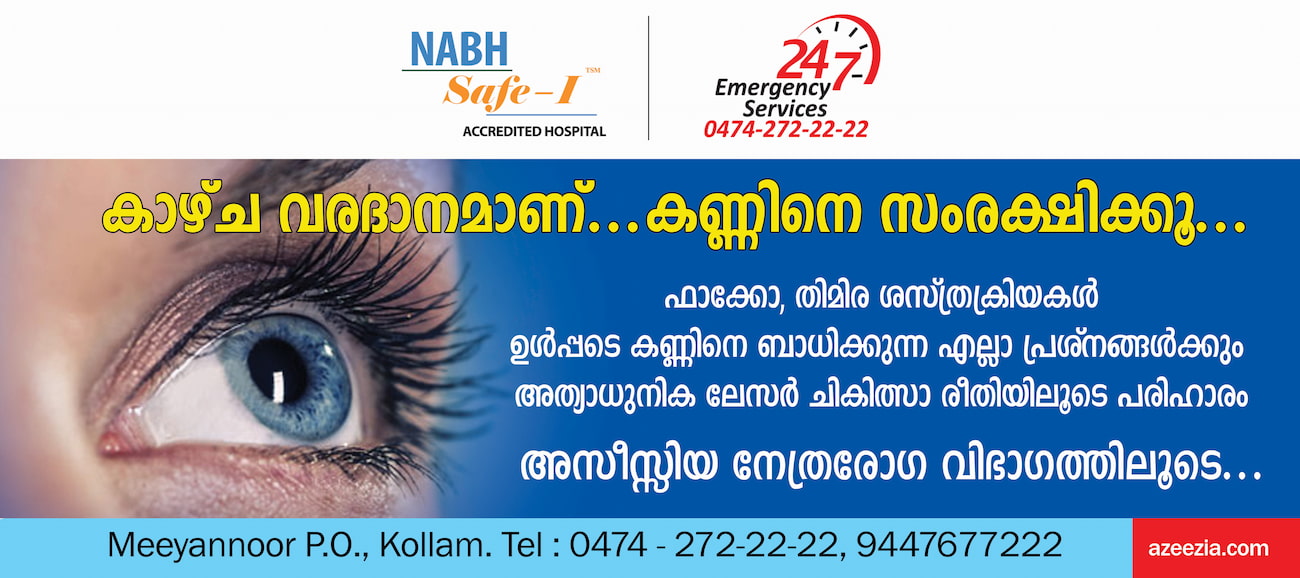 NABH
Safe-I TSM
ACCREDITED HOSPITAL
24-7
Emergency
Services
0474-272-22-22
കാഴ്ച വരദാനമാണ്...കണ്ണിനെ സംരക്ഷിക്കൂ...
ഫാക്കോ, തിമിര ശസ്ത്രക്രിയകൾ
ഉൾപ്പടെ കണ്ണിനെ ബാധിക്കുന്ന എല്ലാ പ്രശ്നങ്ങൾക്കും
അത്യാധുനിക ലേസർ ചികിത്സാ രീതിയിലൂടെ പരിഹാരം
അസീസ്സിയ നേത്രരോഗ വിഭാഗത്തിലൂടെ...
Meeyannoor P.O., Kollam. Tel : 0474 - 272-22-22, 9447677222
azeezia.com